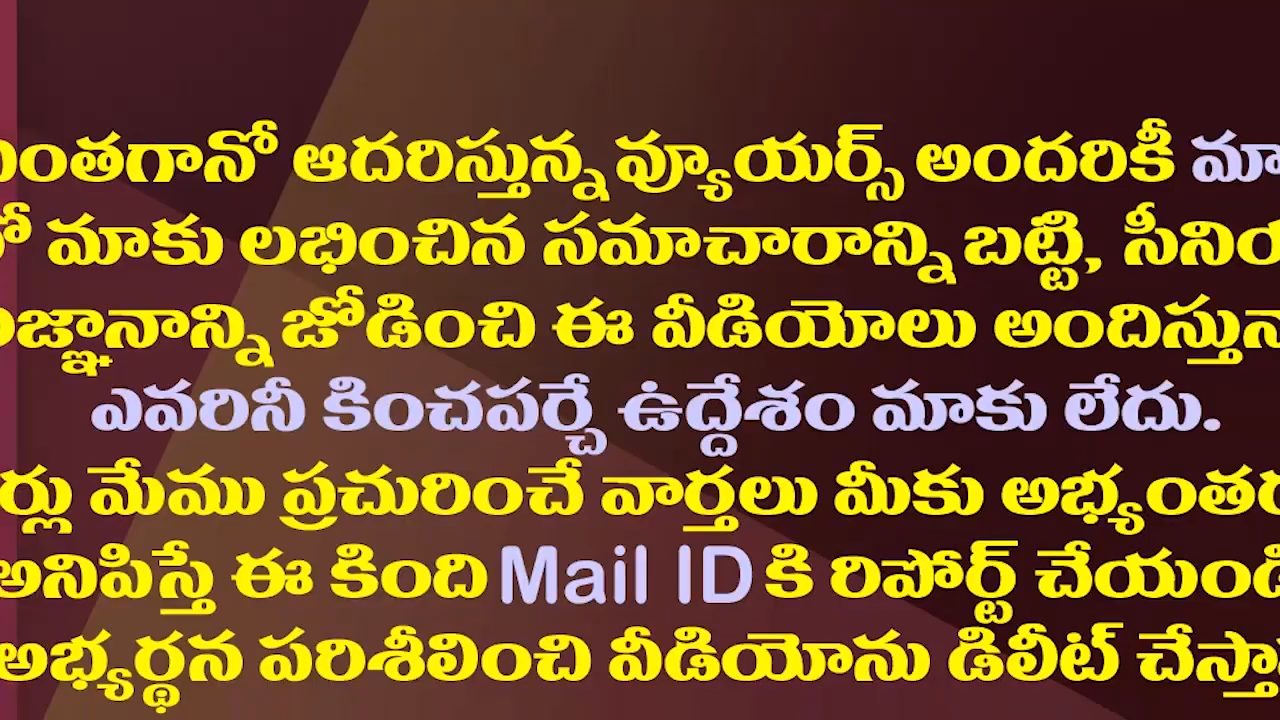 ఎంతగానో ఆదరిస్తున్న వ్యూయర్స్ అందరికీ మా
మాకు లభించిన సమాచారాన్ని బట్టి, సీనియ
జ్ఞానాన్ని జోడించి ఈ వీడియోలు అందిస్తున్నా
ఎవరినీ కించపర్చే ఉద్దేశం మాకు లేదు.
ర్లు మేము ప్రచురించే వార్తలు మీకు అభ్యంతర
అనిపిస్తే ఈ కింది Mail ID కి రిపోర్ట్ చేయండి
అభ్యర్థన పరిశీలించి వీడియోను డిలీట్ చేస్తా